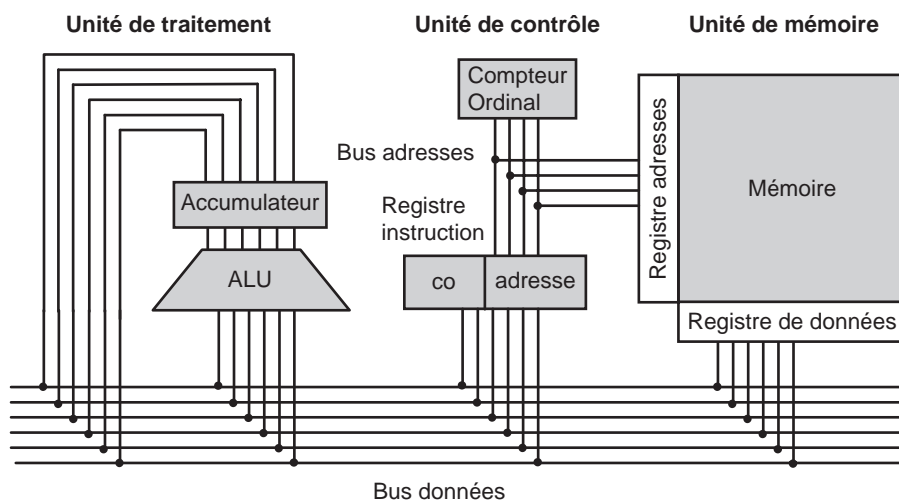 Unité de traitement
Unité de contrôle
Unité de mémoire
Compteur
Ordinal
Bus adresses
Registre adresses
Mémoire
Accumulateur
Registre
instruction
ALU
co
adresse
Registre de données
Bus données